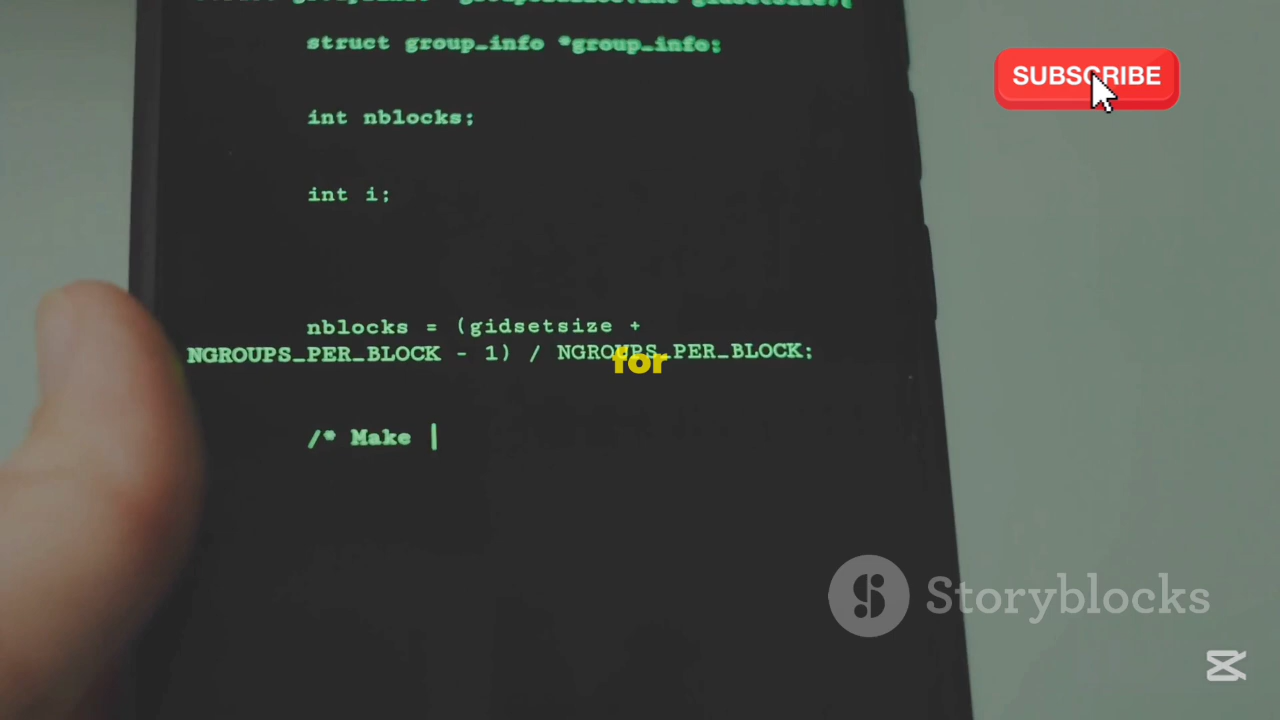 struct group_info *group_info;
SUBSCRIBE
int nblocks;
int i;
nblocks = (gidsetsize +
NGROUPS_PER_BLOCK - 1) / NGROUPS_PER_BLOCK;
for
/* Make
Storyblocks